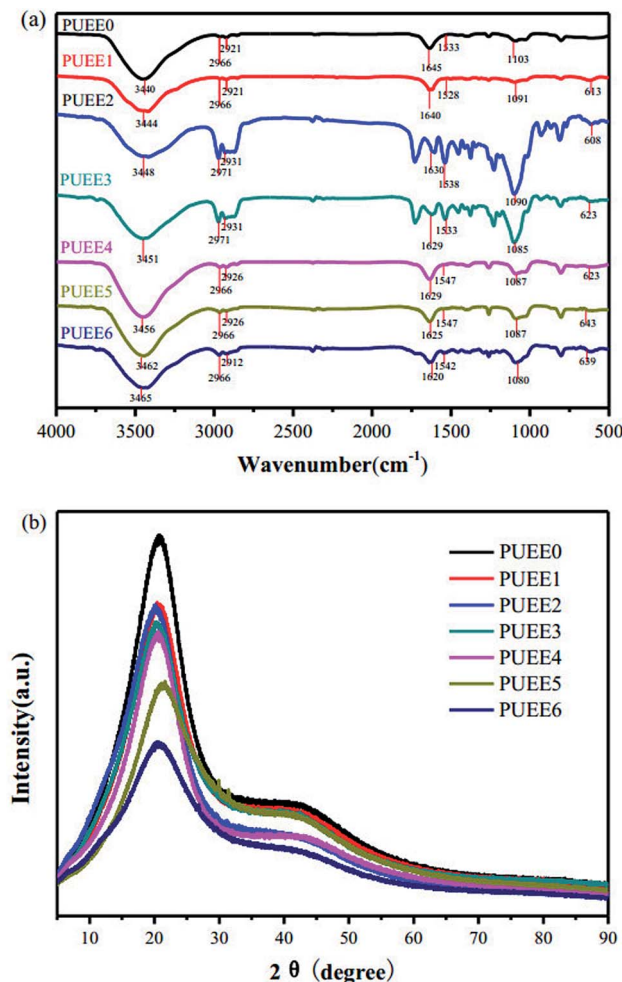 (a)
PUEE0
2921
2966
1645
1533
1103
PUEE1
3440
2921
2966
1640
1528
1091
613
PUEE2
3444
2931
2971
1630
1538
1090
608
PUEE3
3448
2931
2971
1629
1533
1085
623
PUEE4
3451
2926
2966
1629
1547
1087
623
PUEE5
3456
2926
2966
1625
1547
1087
643
PUEE6
3462
2912
2966
1620
1542
1080
639
3465
4000 3500 3000 2500 2000 1500 1000 500
Wavenumber(cm⁻¹)
(b)
PUEE0
PUEE1
PUEE2
PUEE3
PUEE4
PUEE5
PUEE6
Intensity(a.u.)
10 20 30 40 50 60 70 80 90
2 θ (degree)